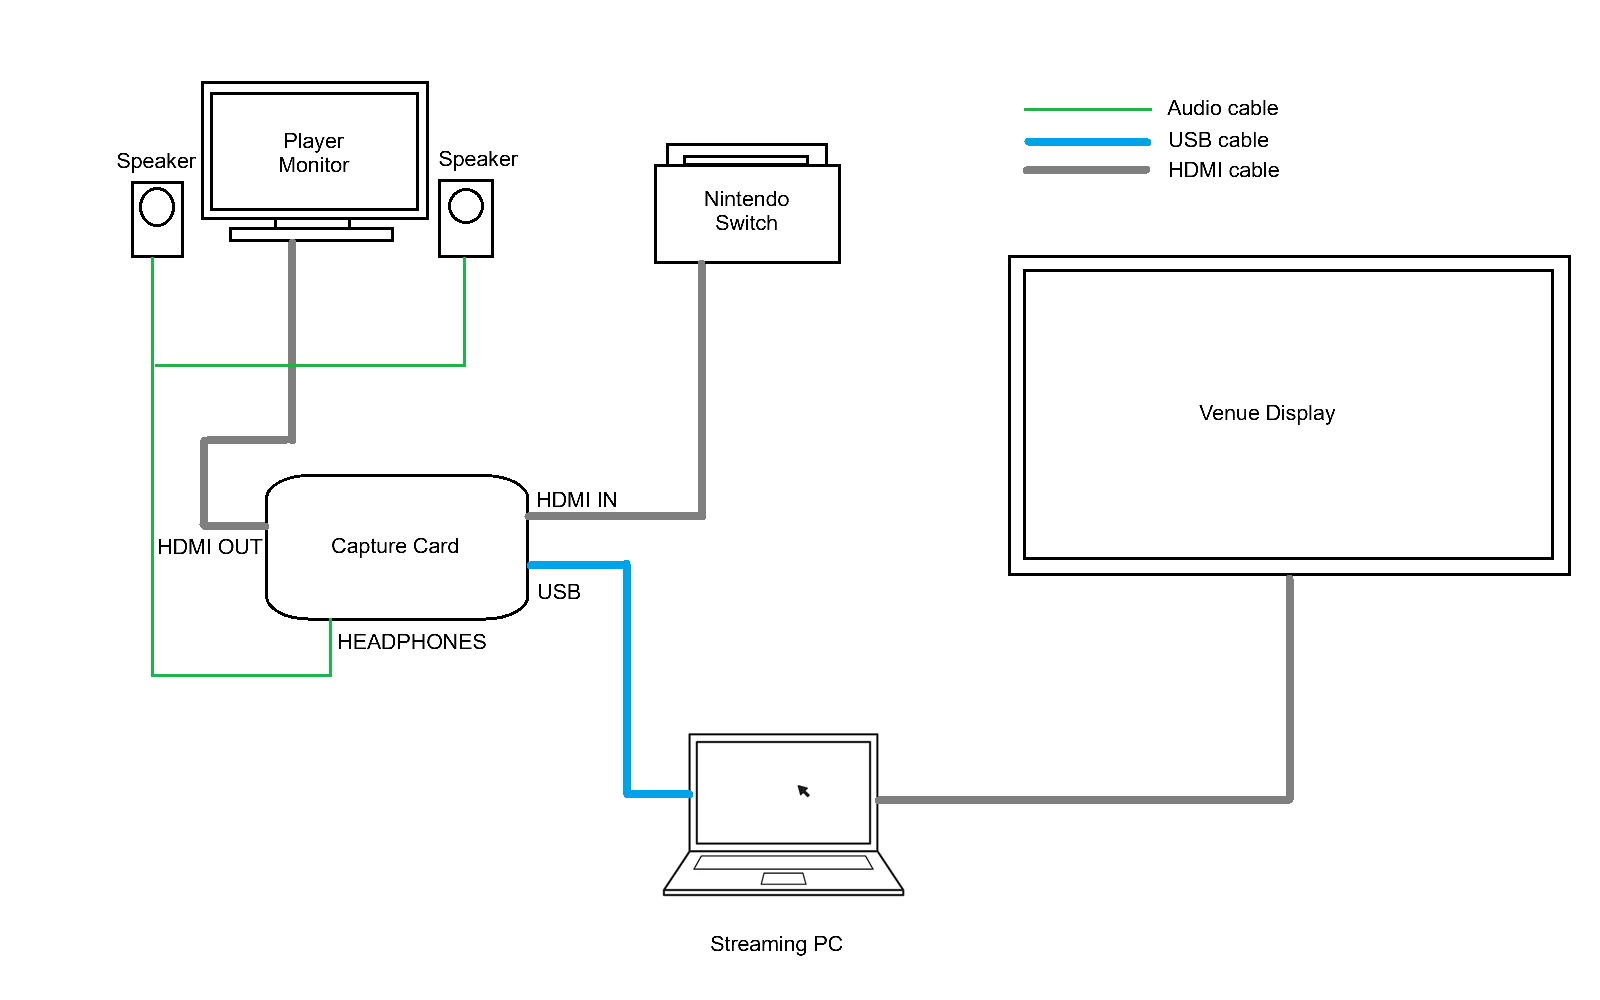 Audio cable
USB cable
HDMI cable
Player
Monitor
Speaker
Speaker
Nintendo
Switch
Venue Display
HDMI IN
HDMI OUT
Capture Card
USB
HEADPHONES
Streaming PC